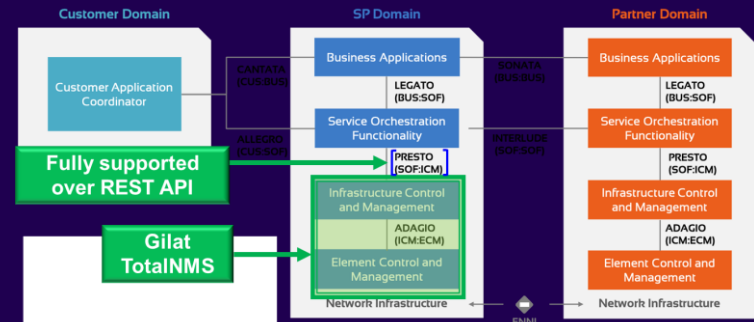 Customer Domain
SP Domain
Partner Domain
Customer Application
Coordinator
CANTATA
(CUS:BUS)
ALLEGRO
(CUS:SOF)
Business Applications
LEGATO
(BUS:SOF)
Service Orchestration
Functionality
PRESTO
(SOF:ICM)
Infrastructure Control
and Management
ADAGIO
(ICM:ECM)
Element Control and
Management
Network Infrastructure
SONATA
(BUS:BUS)
INTERLUDE
(SOF:SOF)
ENNI
Business Applications
LEGATO
(BUS:SOF)
Service Orchestration
Functionality
PRESTO
(SOF:ICM)
Infrastructure Control
and Management
ADAGIO
(ICM:ECM)
Element Control and
Management
Network Infrastructure
Fully supported
over REST API
Gilat
TotalNMS